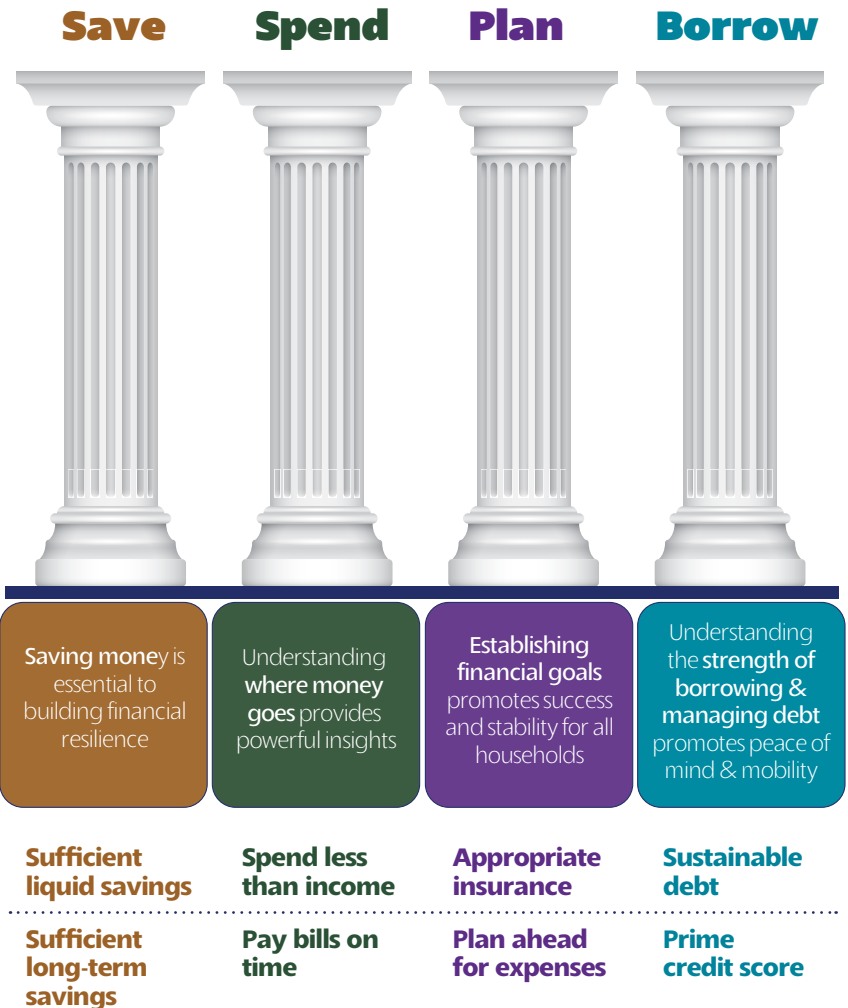 Save
Spend
Plan
Borrow
Saving money is
essential to
building financial
resilience
Understanding
where money
goes provides
powerful insights
Establishing
financial goals
promotes success
and stability for all
households
Understanding
the strength of
borrowing &
managing debt
promotes peace of
mind & mobility
Sufficient
liquid savings
Spend less
than income
Appropriate
insurance
Sustainable
debt
Sufficient
long-term
savings
Pay bills on
time
Plan ahead
for expenses
Prime
credit score